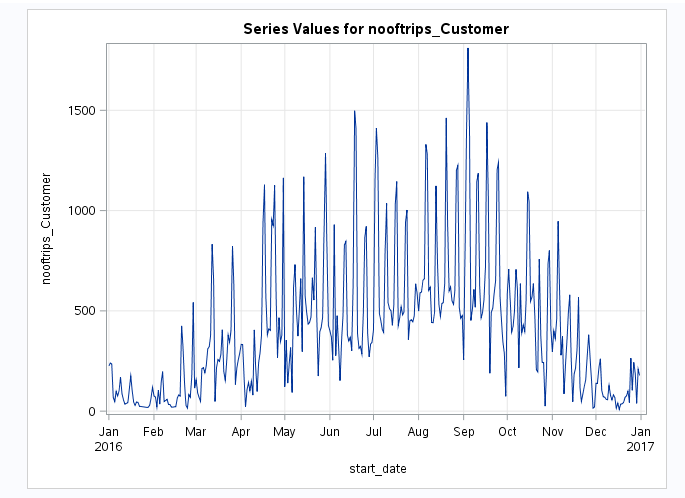 Series Values for nooftrips_Customer
nooftrips_Customer
1500
1000
500
0
Jan Feb Mar Apr May Jun Jul Aug Sep Oct Nov Dec Jan
2016 2017
start_date